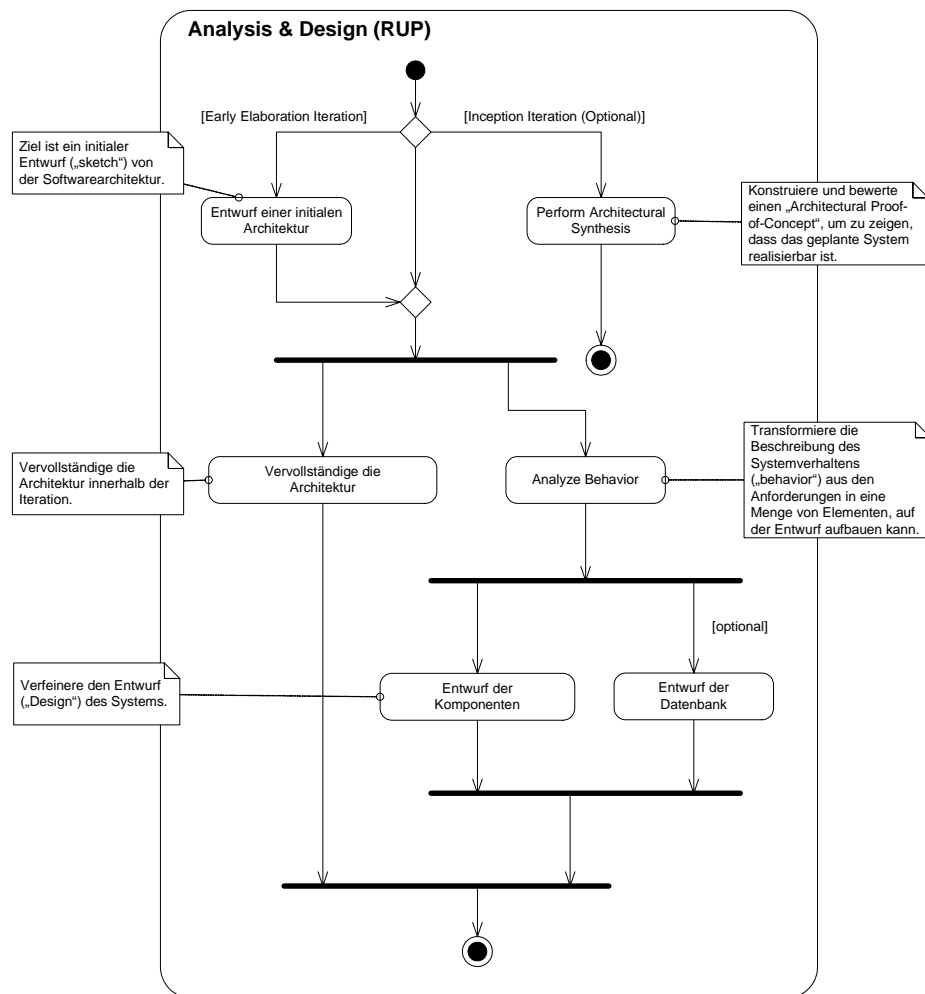 Analysis & Design (RUP)
[Early Elaboration Iteration]
[Inception Iteration (Optional)]
Ziel ist ein initialer
Entwurf („sketch“) von
der Softwarearchitektur.
Entwurf einer initialen
Architektur
Perform Architectural
Synthesis
Konstruiere und bewerte
einen „Architectural Proof-
of-Concept“, um zu zeigen,
dass das geplante System
realisierbar ist.
Vervollständige die
Architektur innerhalb der
Iteration.
Vervollständige die
Architektur
Analyze Behavior
Transformiere die
Beschreibung des
Systemverhaltens
(„behavior“) aus den
Anforderungen in eine
Menge von Elementen, auf
der Entwurf aufbauen kann.
[optional]
Verfeinere den Entwurf
(„Design“) des Systems.
Entwurf der
Komponenten
Entwurf der
Datenbank